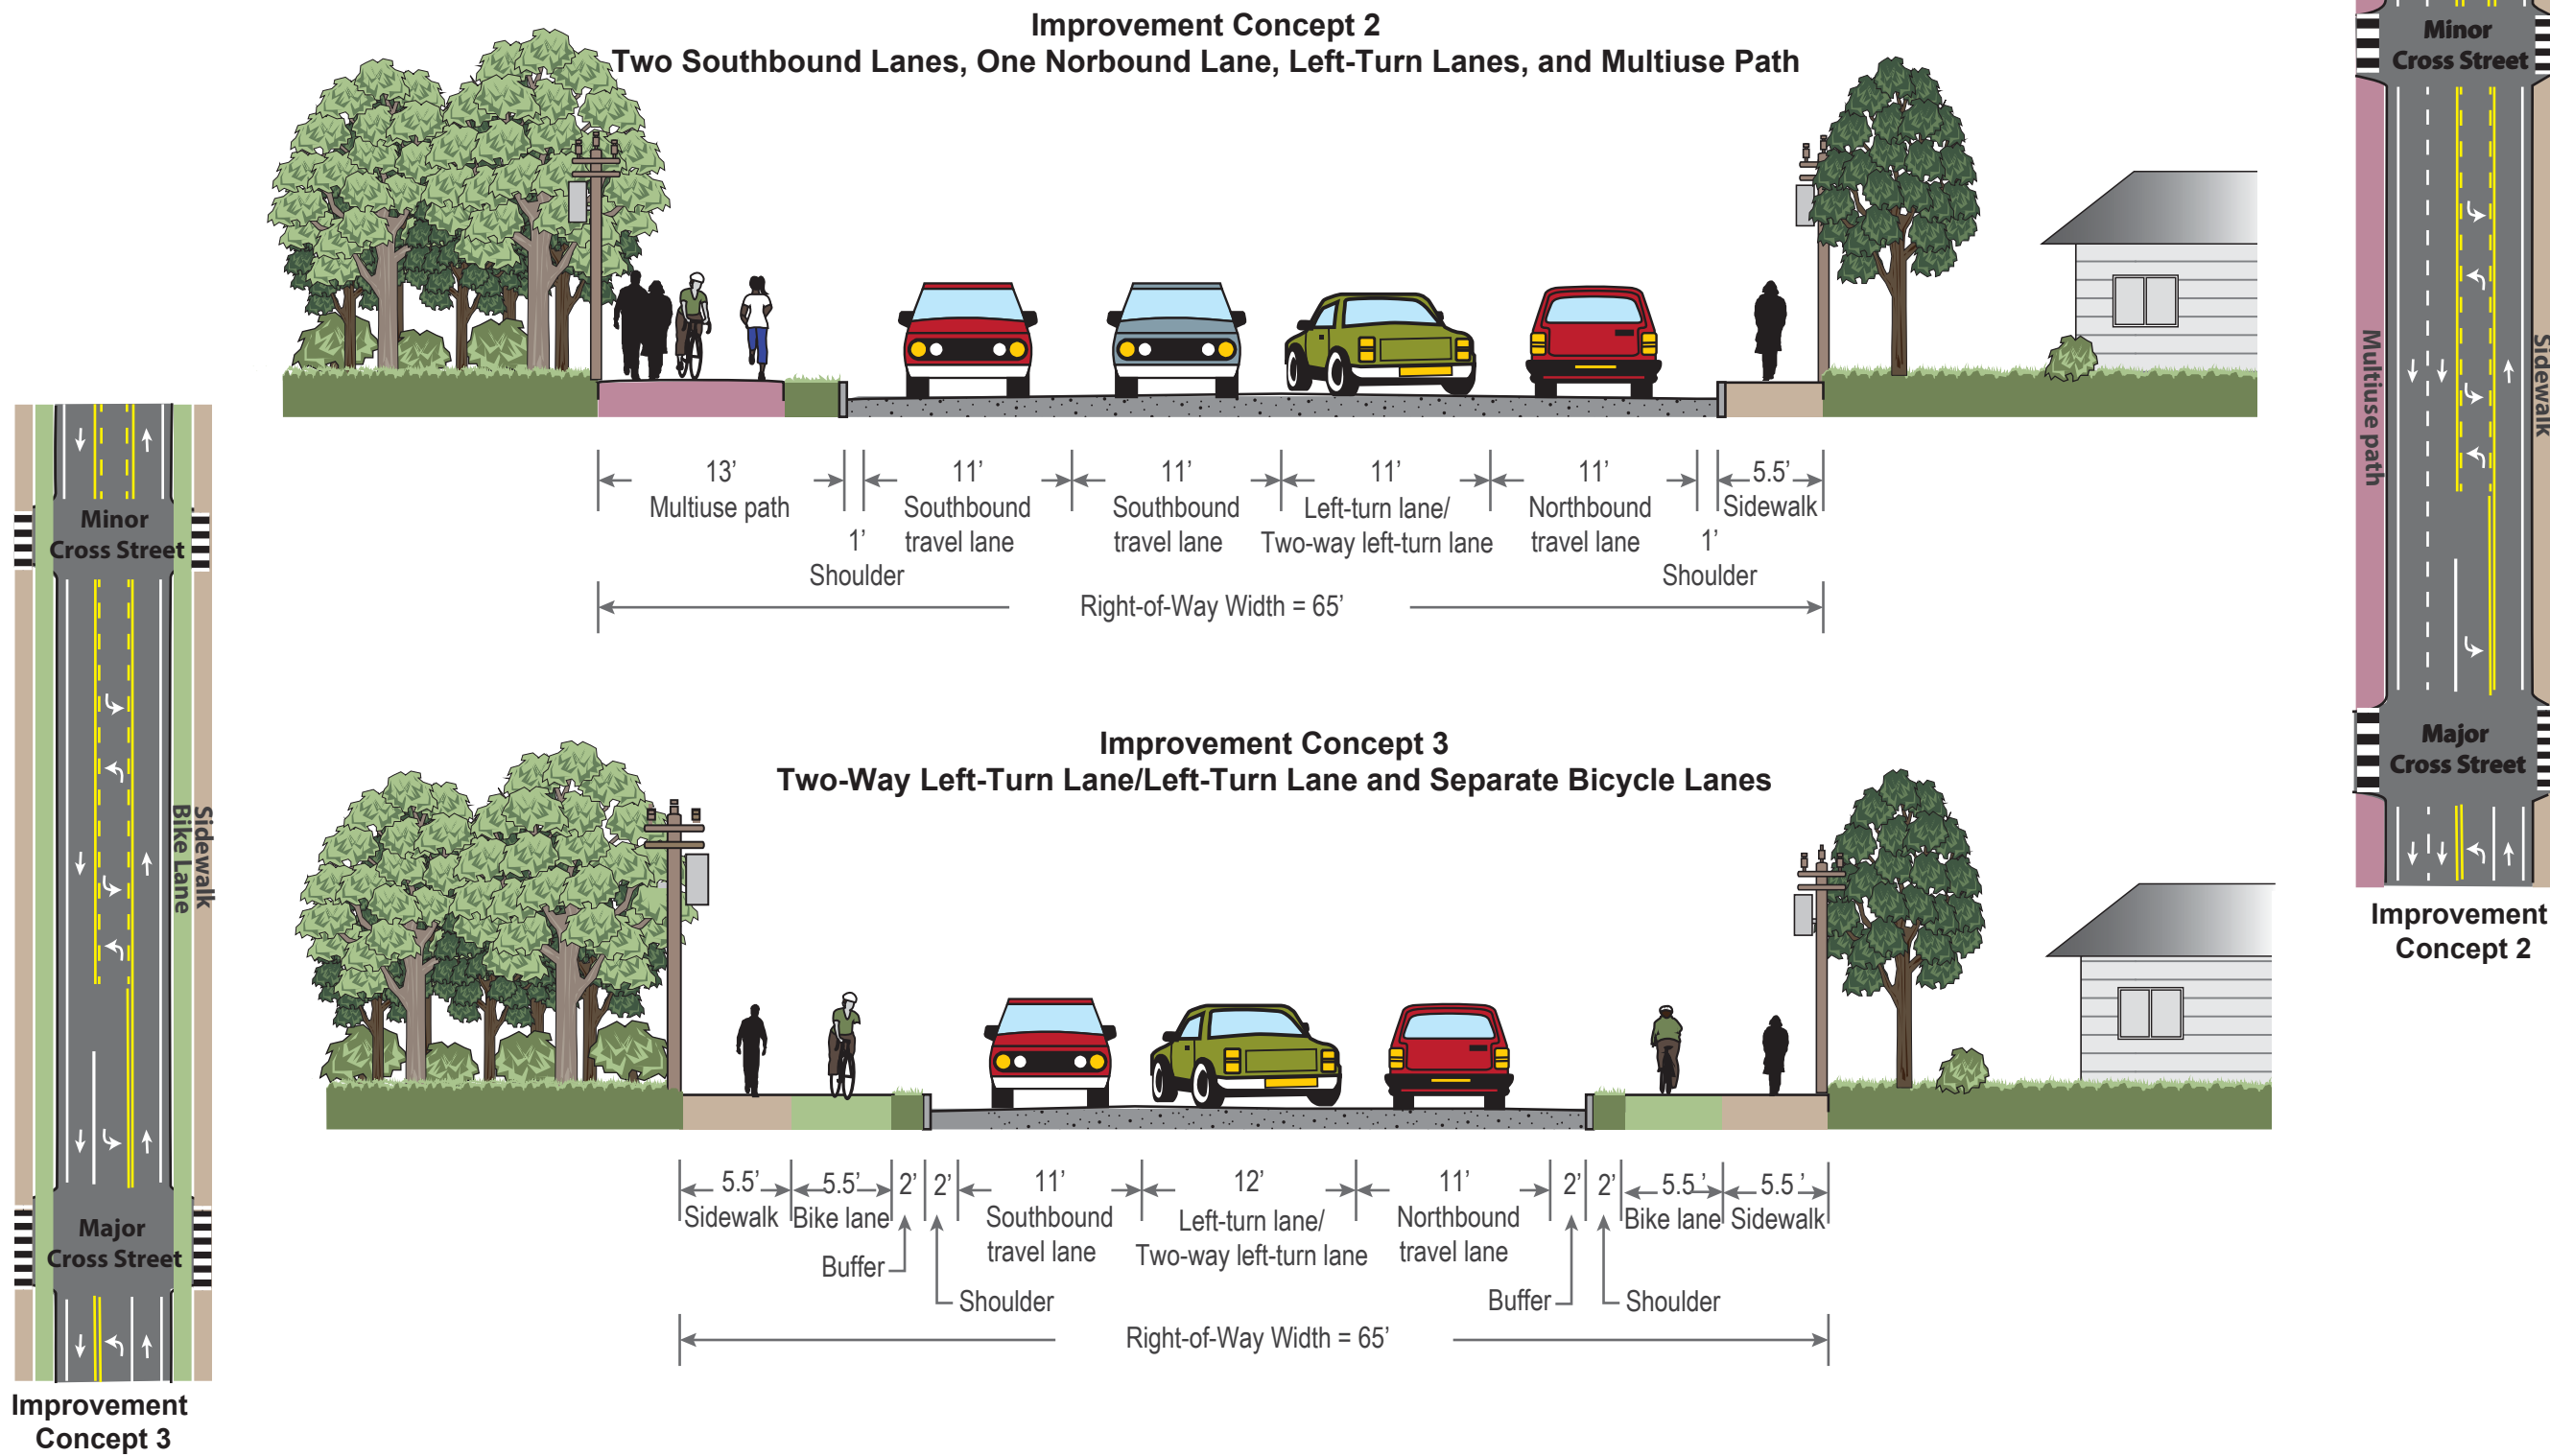 Improvement Concept 2
Two Southbound Lanes, One Norbound Lane, Left-Turn Lanes, and Multiuse Path
13’
Multiuse path
1’
Shoulder
11’
Southbound
travel lane
11’
Southbound
travel lane
11’
Left-turn lane/
Two-way left-turn lane
11’
Northbound
travel lane
1’
Shoulder
5.5’
Sidewalk
Right-of-Way Width = 65’
Minor
Cross Street
Multiuse path
Sidewalk
Major
Cross Street
Improvement
Concept 2
Improvement Concept 3
Two-Way Left-Turn Lane/Left-Turn Lane and Separate Bicycle Lanes
5.5’
Sidewalk
5.5’
Bike lane
2’
Buffer
2’
Shoulder
11’
Southbound
travel lane
12’
Left-turn lane/
Two-way left-turn lane
11’
Northbound
travel lane
2’
Buffer
2’
Shoulder
5.5 ’
Bike lane
5.5 ’
Sidewalk
Right-of-Way Width = 65’
Minor
Cross Street
Sidewalk
Bike Lane
Major
Cross Street
Improvement
Concept 3